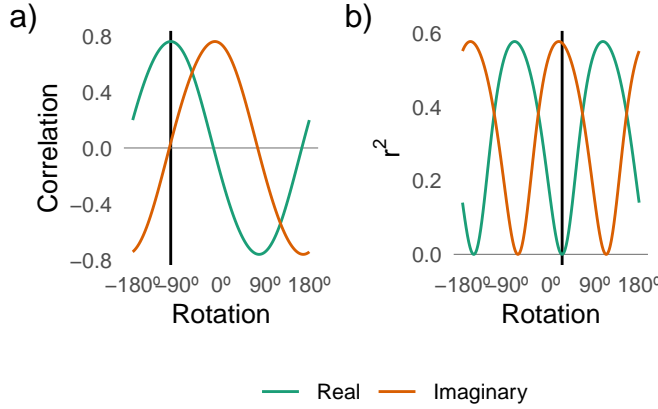 a)
Correlation
0.8
0.4
0.0
−0.4
−0.8
−180º −90º 0º 90º 180º
Rotation
b)
r²
0.6
0.4
0.2
0.0
−180º −90º 0º 90º 180º
Rotation
Real Imaginary